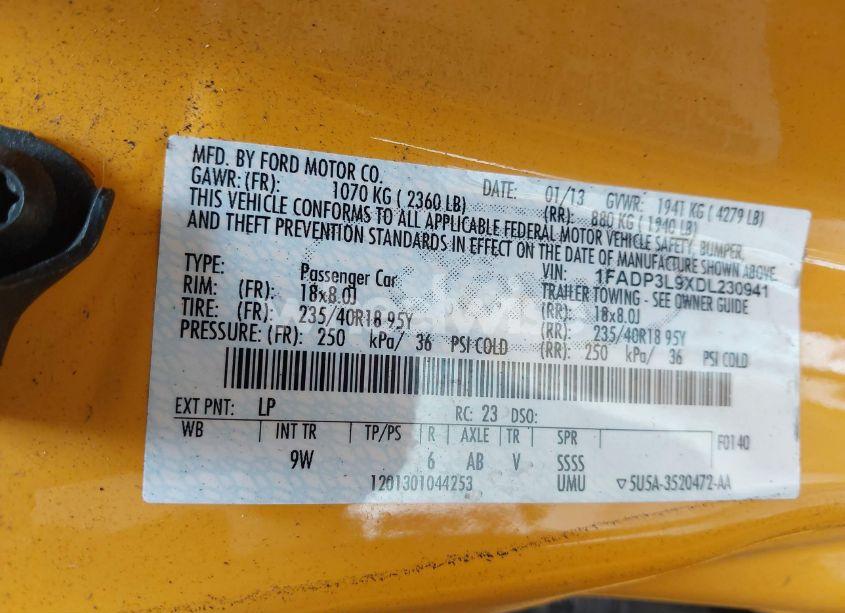 MFD. BY FORD MOTOR CO. DATE: 01/13 GVWR: 1941 KG ( 4279 LB)
GAWR: (FR): 1070 KG ( 2360 LB) (RR): 880 KG ( 1940 LB)
THIS VEHICLE CONFORMS TO ALL APPLICABLE FEDERAL MOTOR VEHICLE SAFETY, BUMPER,
AND THEFT PREVENTION STANDARDS IN EFFECT ON THE DATE OF MANUFACTURE SHOWN ABOVE.
VIN: 1FADP3L9XDL230941
TYPE: Passenger Car TRAILER TOWING - SEE OWNER GUIDE
RIM: (FR): 18x8.0J (RR): 18x8.0J
TIRE: (FR): 235/40R18 95Y (RR): 235/40R18 95Y
PRESSURE: (FR): 250 kPa/ 36 PSI COLD (RR): 250 kPa/ 36 PSI COLD
EXT PNT: LP RC: 23 DSO:
WB INT TR TP/PS R AXLE TR SPR F0140
9W 6 AB V SSSS
1201301044253 UMU ▽5U5A-3520472-AA